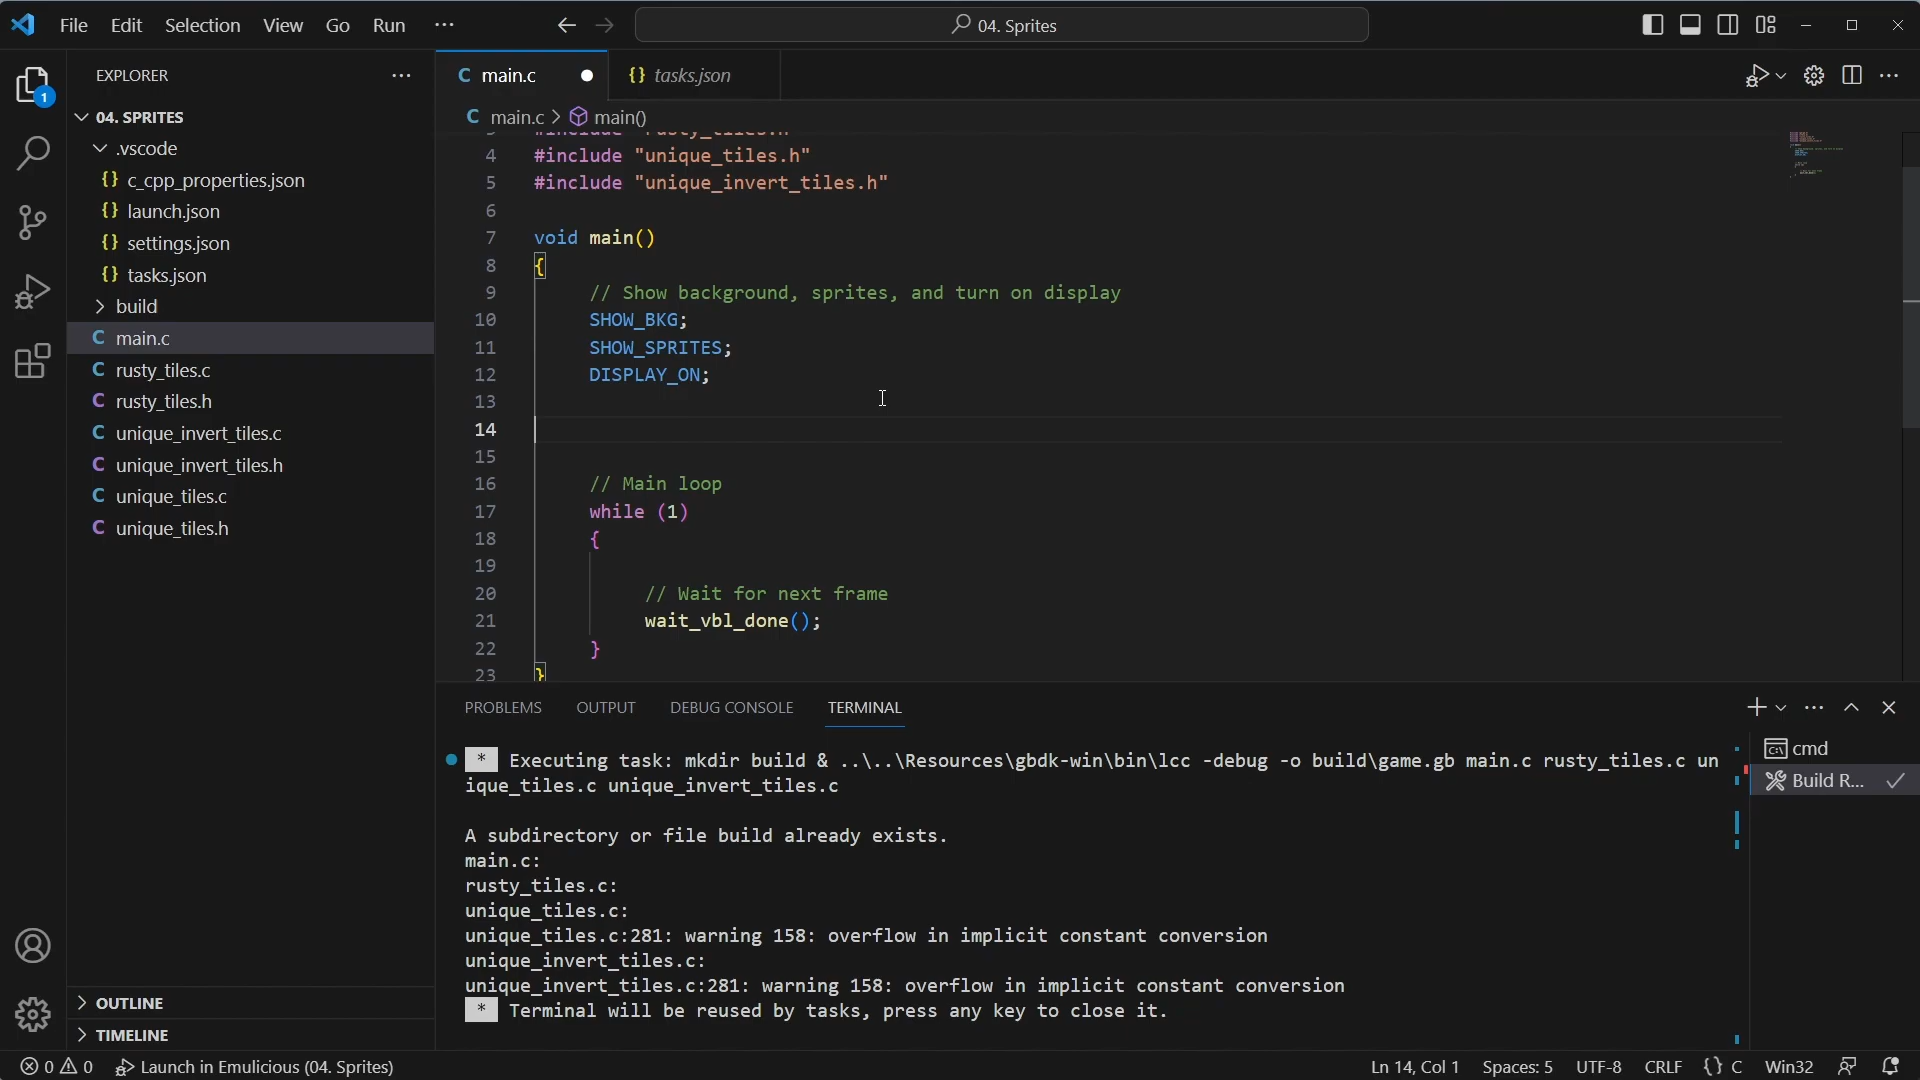 File Edit Selection View Go Run ··· 04. Sprites
EXPLORER
04. SPRITES
.vscode
{} c_cpp_properties.json
{} launch.json
{} settings.json
{} tasks.json
build
C main.c
C rusty_tiles.c
C rusty_tiles.h
C unique_invert_tiles.c
C unique_invert_tiles.h
C unique_tiles.c
C unique_tiles.h
OUTLINE
TIMELINE
1
C main.c {} tasks.json
C main.c > main()
3 #include "rusty_tiles.h"
4 #include "unique_tiles.h"
5 #include "unique_invert_tiles.h"
6
7 void main()
8 {
9 // Show background, sprites, and turn on display
10 SHOW_BKG;
11 SHOW_SPRITES;
12 DISPLAY_ON;
13
14
15
16 // Main loop
17 while (1)
18 {
19
20 // Wait for next frame
21 wait_vbl_done();
22 }
23 }
PROBLEMS OUTPUT DEBUG CONSOLE TERMINAL
* Executing task: mkdir build & ..\..\Resources\gbdk-win\bin\lcc -debug -o build\game.gb main.c rusty_tiles.c un
ique_tiles.c unique_invert_tiles.c
A subdirectory or file build already exists.
main.c:
rusty_tiles.c:
unique_tiles.c:
unique_tiles.c:281: warning 158: overflow in implicit constant conversion
unique_invert_tiles.c:
unique_invert_tiles.c:281: warning 158: overflow in implicit constant conversion
* Terminal will be reused by tasks, press any key to close it.
cmd
Build R...
0 0 Launch in Emulicious (04. Sprites) Ln 14, Col 1 Spaces: 5 UTF-8 CRLF {} C Win32